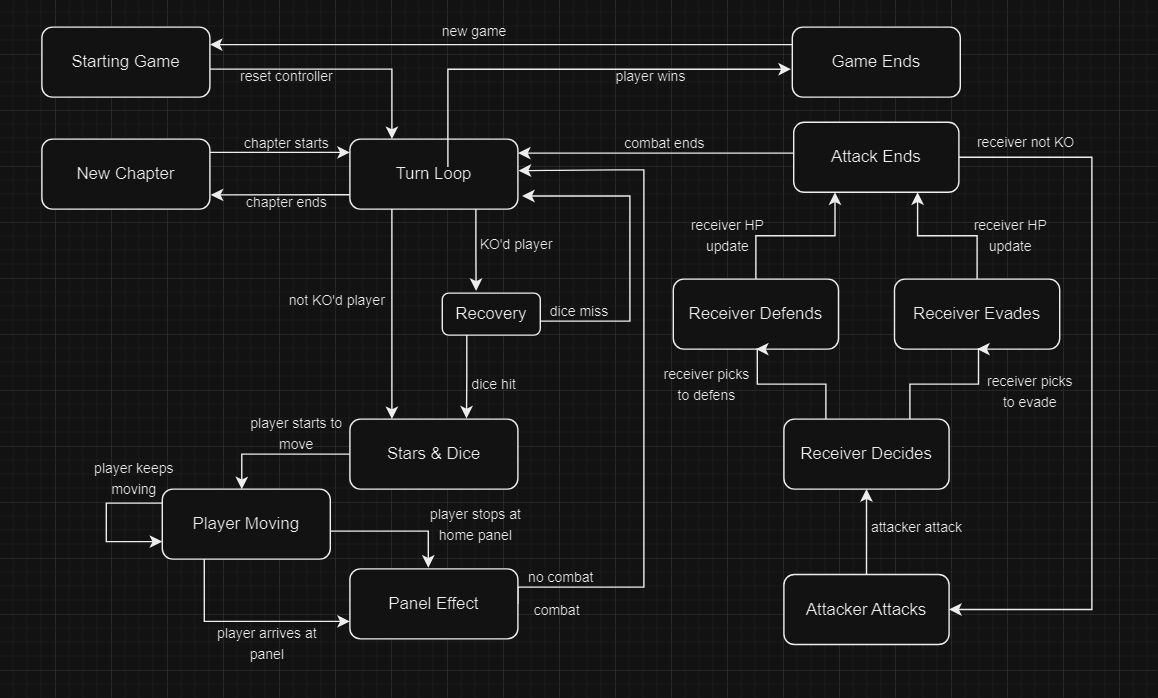 new game
Starting Game
Game Ends
reset controller
player wins
chapter starts
combat ends
receiver not KO
New Chapter
Turn Loop
Attack Ends
chapter ends
receiver HP
update
receiver HP
update
KO'd player
not KO'd player
Recovery
dice miss
Receiver Defends
Receiver Evades
dice hit
receiver picks
to defens
receiver picks
to evade
player starts to
move
Stars & Dice
Receiver Decides
player keeps
moving
Player Moving
player stops at
home panel
attacker attack
no combat
Panel Effect
combat
Attacker Attacks
player arrives at
panel